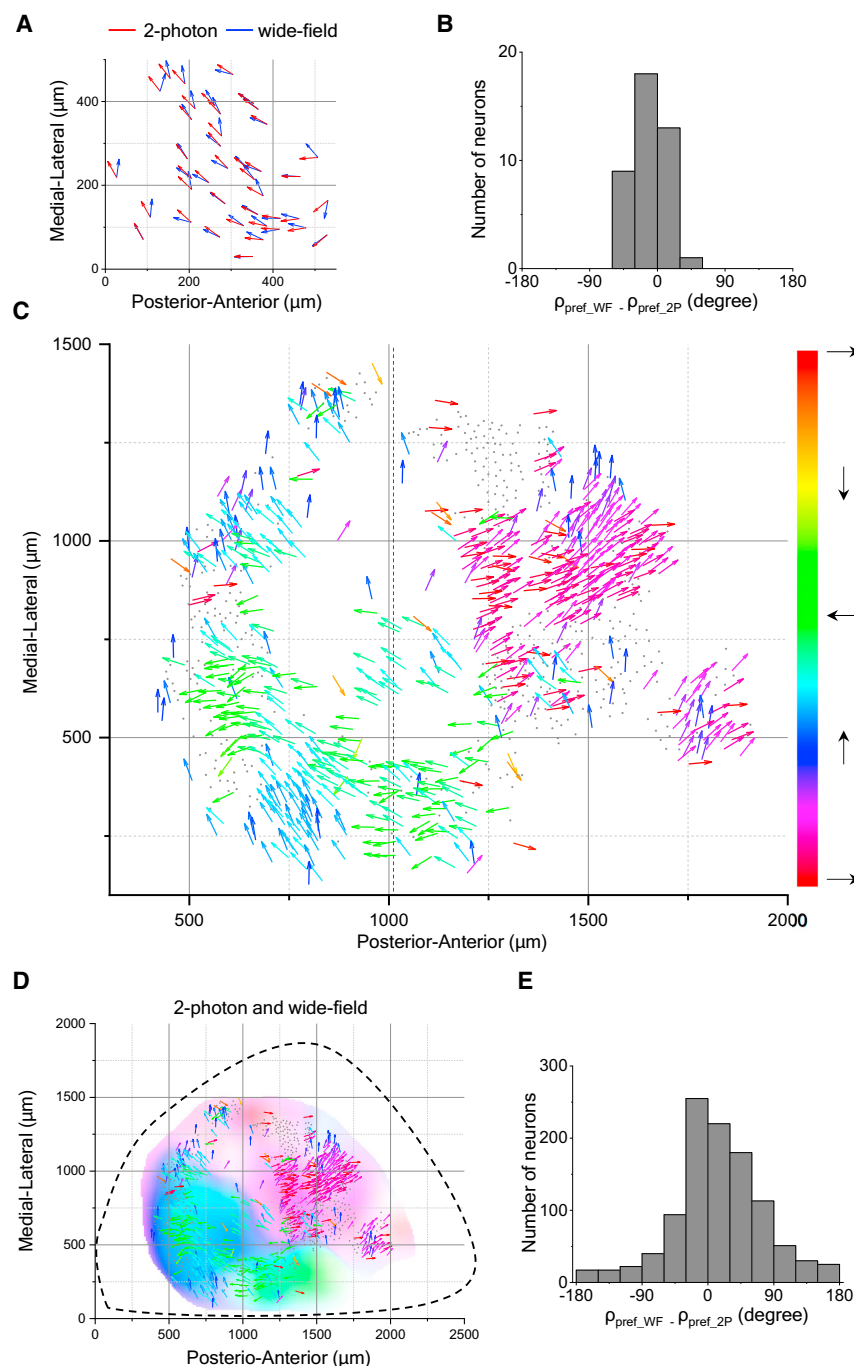 A
2-photon wide-field
Medial-Lateral (μm)
400
200
0
0 200 400
Posterior-Anterior (μm)
B
Number of neurons
20
10
0
-180 -90 0 90 180
ρpref_WF - ρpref_2P (degree)
C
Medial-Lateral (μm)
1500
1000
500
500 1000 1500 2000
Posterior-Anterior (μm)
D
2-photon and wide-field
Medial-Lateral (μm)
2000
1500
1000
500
0
0 500 1000 1500 2000 2500
Posterio-Anterior (μm)
E
Number of neurons
300
200
100
0
-180 -90 0 90 180
ρpref_WF - ρpref_2P (degree)